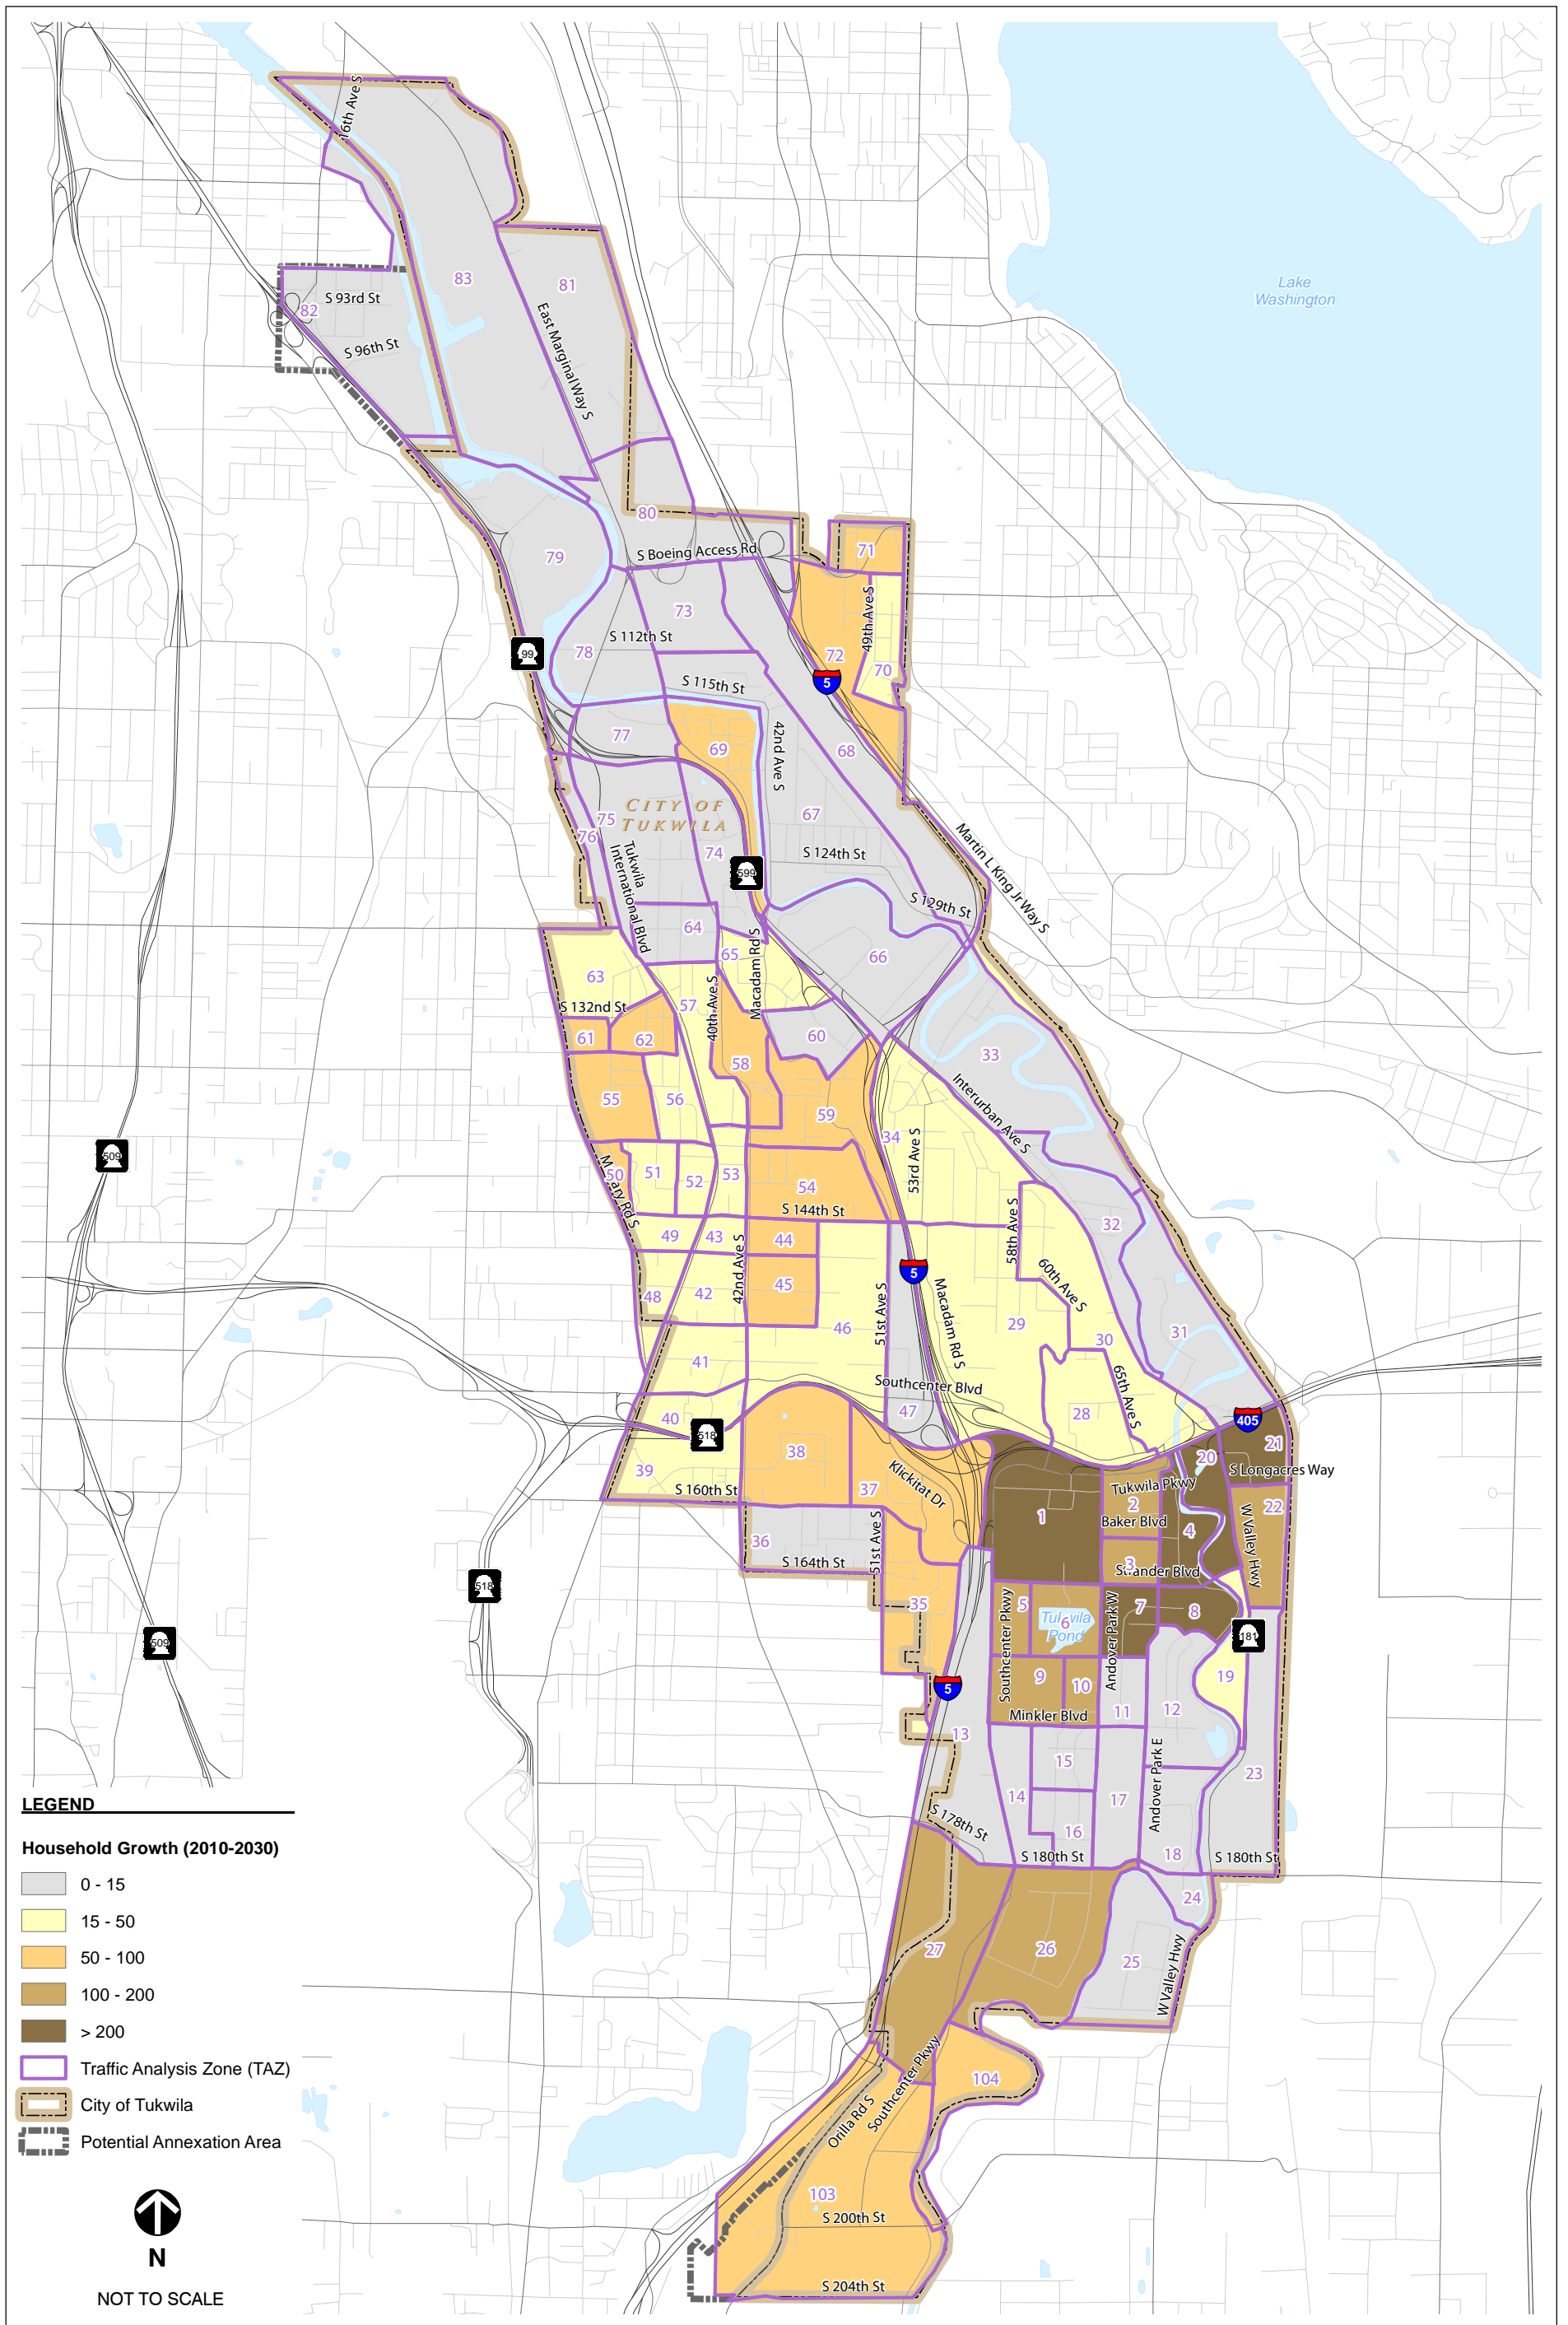 16th Ave S
83
81
82
S 93rd St
S 96th St
East Marginal Way S
Lake
Washington
80
79
S Boeing Access Rd
71
73
49th Ave S
S 112th St
78
72
70
99
5
S 115th St
77
69
42nd Ave S
68
CITY OF
TUKWILA
75
76
67
74
Tukwila
International Blvd
S 124th St
599
Martin L King Jr Way S
S 129th St
64
65
66
63
Macadam Rd S
S 132nd St
57
40th Ave S
61
62
60
33
58
55
56
59
Interurban Ave S
34
53rd Ave S
509
50
51
52
53
54
Military Rd S
S 144th St
58th Ave S
32
49
43
44
42nd Ave S
5
60th Ave S
48
42
45
46
51st Ave S
Macadam Rd S
29
30
31
41
65th Ave S
Southcenter Blvd
40
47
28
405
518
38
20
21
39
S 160th St
37
Klickitat Dr
Tukwila Pkwy
S Longacres Way
1
2
Baker Blvd
4
22
W Valley Hwy
36
51st Ave S
S 164th St
3
Strander Blvd
518
35
5
Tukwila
Pond
6
7
8
Southcenter Pkwy
Andover Park W
181
509
5
9
10
19
Minkler Blvd
11
12
13
15
14
16
17
Andover Park E
23
S 178th St
S 180th St
18
S 180th St
24
27
26
25
W Valley Hwy
Southcenter Pkwy
104
Orilla Rd S
103
S 200th St
S 204th St
LEGEND
Household Growth (2010-2030)
0 - 15
15 - 50
50 - 100
100 - 200
> 200
Traffic Analysis Zone (TAZ)
City of Tukwila
Potential Annexation Area
N
NOT TO SCALE